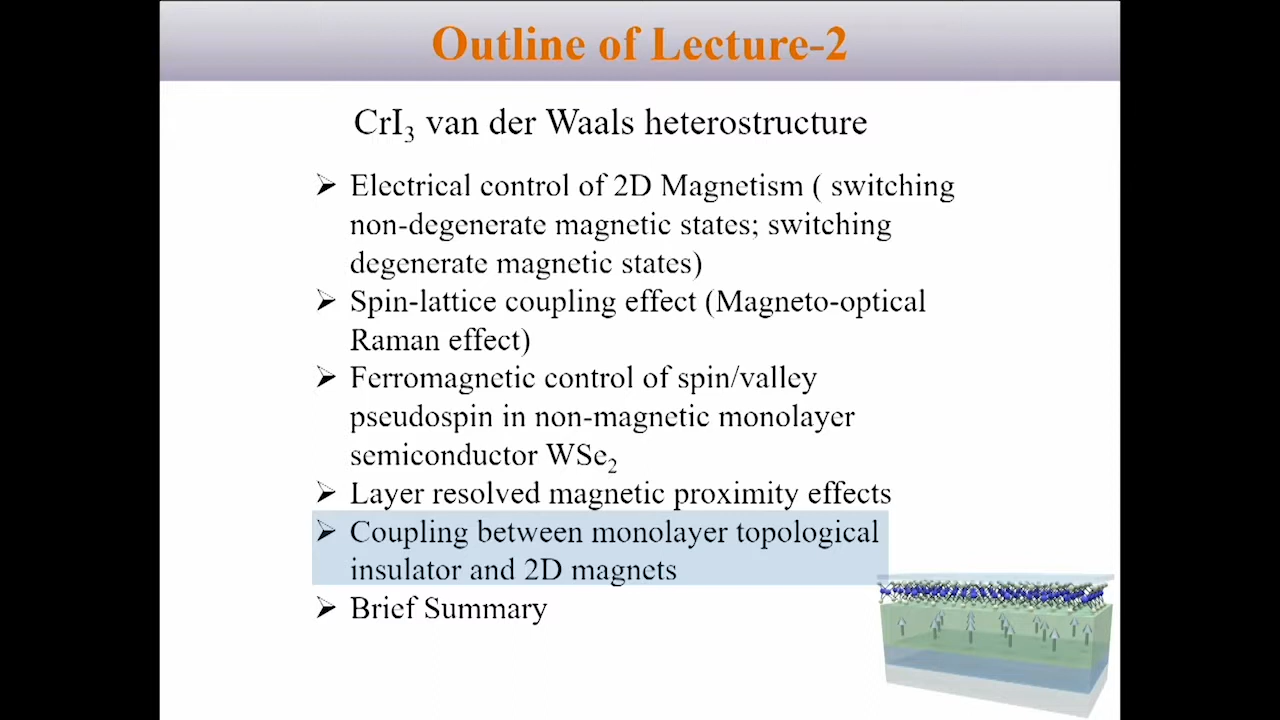 Outline of Lecture-2
CrI₃ van der Waals heterostructure
➢ Electrical control of 2D Magnetism ( switching
non-degenerate magnetic states; switching
degenerate magnetic states)
➢ Spin-lattice coupling effect (Magneto-optical
Raman effect)
➢ Ferromagnetic control of spin/valley
pseudospin in non-magnetic monolayer
semiconductor WSe₂
➢ Layer resolved magnetic proximity effects
➢ Coupling between monolayer topological
insulator and 2D magnets
➢ Brief Summary